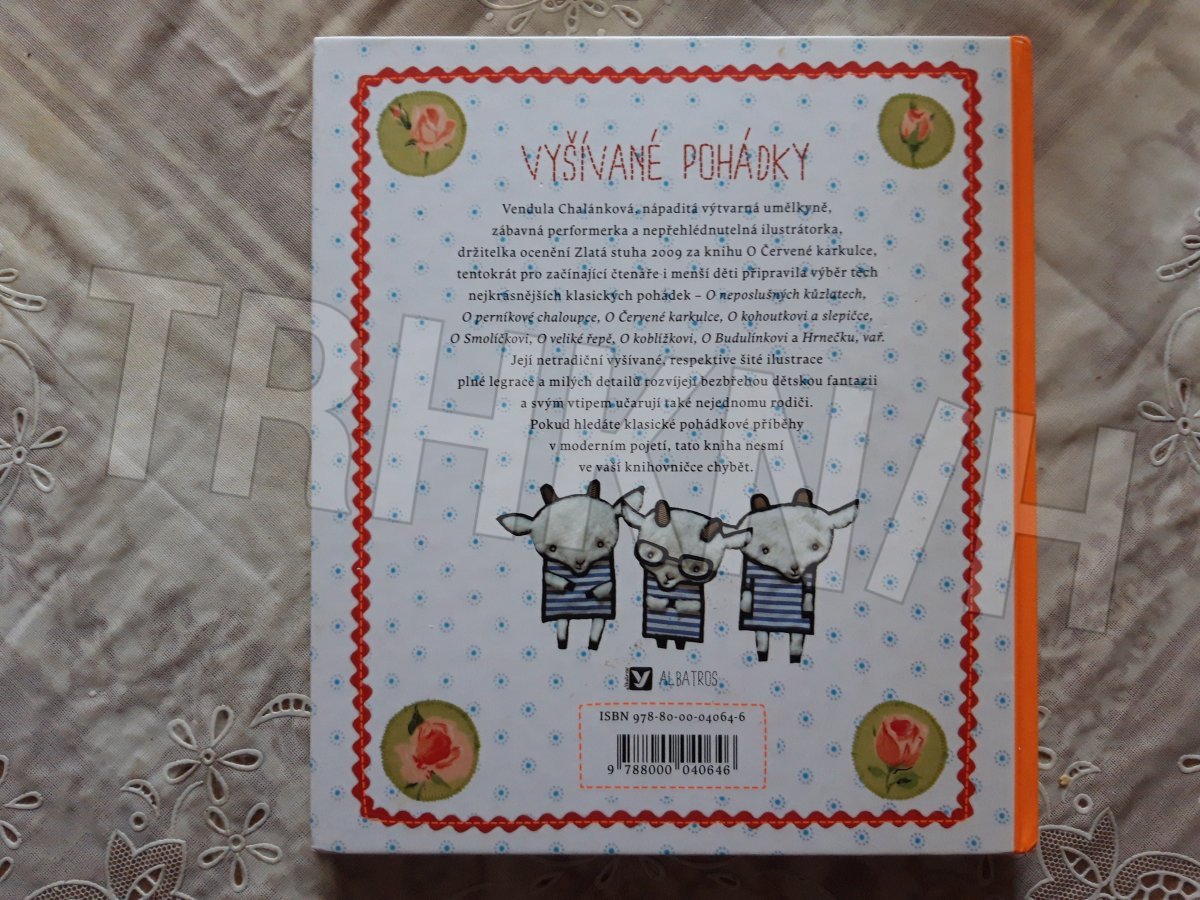 VYŠÍVANÉ POHÁDKY
Vendula Chalánková, nápaditá výtvarná umělkyně,
zábavná performerka a nepřehlédnutelná ilustrátorka,
držitelka ocenění Zlatá stuha 2009 za knihu O Červené karkulce,
tentokrát pro začínající čtenáře i menší děti připravila výběr těch
nejkrásnějších klasických pohádek – O neposlušných kůzlatech,
O perníkové chaloupce, O Červené karkulce, O kohoutkovi a slepičce,
O Smolíčkovi, O veliké řepě, O koblížkovi, O Budulínkovi a Hrnečku, vař.
Její netradiční vyšívané, respektive šité ilustrace
plné legrace a milých detailů rozvíjejí bezbřehou dětskou fantazii
a svým vtipem učarují také nejednomu rodiči.
Pokud hledáte klasické pohádkové příběhy
v moderním pojetí, tato kniha nesmí
ve vaší knihovničce chybět.
TRHKNIH
ALBATROS
ISBN 978-80-00-04064-6
9 788000 040646